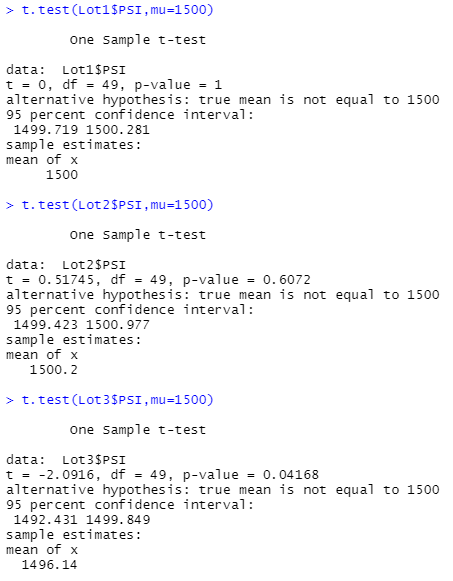 > t.test(Lot1$PSI,mu=1500)
One Sample t-test
data:  Lot1$PSI
t = 0, df = 49, p-value = 1
alternative hypothesis: true mean is not equal to 1500
95 percent confidence interval:
1499.719 1500.281
sample estimates:
mean of x
1500
> t.test(Lot2$PSI,mu=1500)
One Sample t-test
data:  Lot2$PSI
t = 0.51745, df = 49, p-value = 0.6072
alternative hypothesis: true mean is not equal to 1500
95 percent confidence interval:
1499.423 1500.977
sample estimates:
mean of x
1500.2
> t.test(Lot3$PSI,mu=1500)
One Sample t-test
data:  Lot3$PSI
t = -2.0916, df = 49, p-value = 0.04168
alternative hypothesis: true mean is not equal to 1500
95 percent confidence interval:
1492.431 1499.849
sample estimates:
mean of x
1496.14